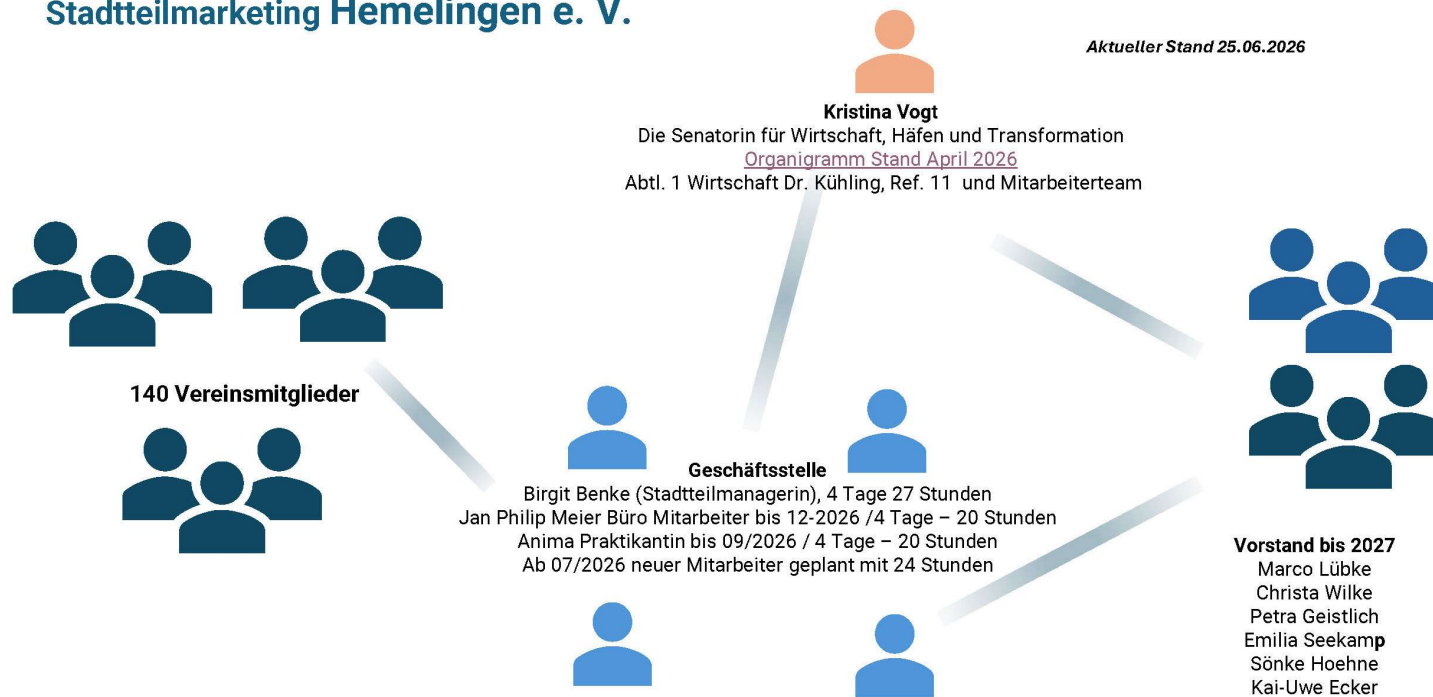 Stadtteilmarketing Hemelingen e. V.
Aktueller Stand 25.06.2026
Kristina Vogt
Die Senatorin für Wirtschaft, Häfen und Transformation
Organigramm Stand April 2026
Abtl. 1 Wirtschaft Dr. Kühling, Ref. 11 und Mitarbeiterteam
140 Vereinsmitglieder
Geschäftsstelle
Birgit Benke (Stadtteilmanagerin), 4 Tage 27 Stunden
Jan Philip Meier Büro Mitarbeiter bis 12-2026 /4 Tage – 20 Stunden
Anima Praktikantin bis 09/2026 / 4 Tage – 20 Stunden
Ab 07/2026 neuer Mitarbeiter geplant mit 24 Stunden
Vorstand bis 2027
Marco Lübke
Christa Wilke
Petra Geistlich
Emilia Seekamp
Sönke Hoehne
Kai-Uwe Ecker